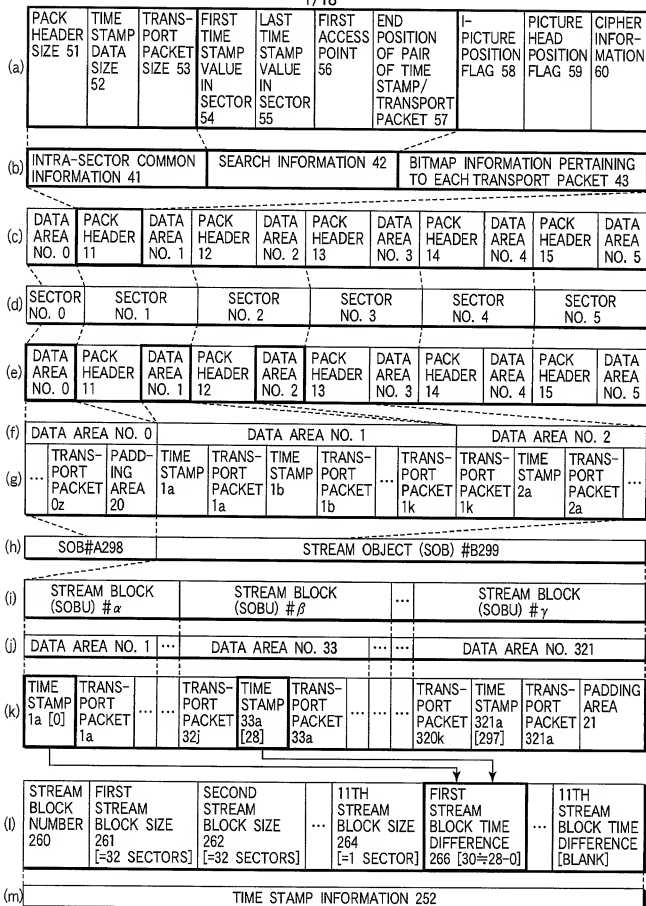 1/18
(a)
PACK HEADER SIZE 51
TIME STAMP DATA SIZE 52
TRANS-PORT PACKET SIZE 53
FIRST TIME STAMP VALUE IN SECTOR 54
LAST TIME STAMP VALUE IN SECTOR 55
FIRST ACCESS POINT 56
END POSITION OF PAIR OF TIME STAMP/ TRANSPORT PACKET 57
I-PICTURE POSITION FLAG 58
PICTURE HEAD POSITION FLAG 59
CIPHER INFOR-MATION 60
(b)
INTRA-SECTOR COMMON INFORMATION 41
SEARCH INFORMATION 42
BITMAP INFORMATION PERTAINING TO EACH TRANSPORT PACKET 43
(c)
DATA AREA NO. 0
PACK HEADER 11
DATA AREA NO. 1
PACK HEADER 12
DATA AREA NO. 2
PACK HEADER 13
DATA AREA NO. 3
PACK HEADER 14
DATA AREA NO. 4
PACK HEADER 15
DATA AREA NO. 5
(d)
SECTOR NO. 0
SECTOR NO. 1
SECTOR NO. 2
SECTOR NO. 3
SECTOR NO. 4
SECTOR NO. 5
(e)
DATA AREA NO. 0
PACK HEADER 11
DATA AREA NO. 1
PACK HEADER 12
DATA AREA NO. 2
PACK HEADER 13
DATA AREA NO. 3
PACK HEADER 14
DATA AREA NO. 4
PACK HEADER 15
DATA AREA NO. 5
(f)
DATA AREA NO. 0
DATA AREA NO. 1
DATA AREA NO. 2
(g)
...
TRANS-PORT PACKET 0z
PADD-ING AREA 20
TIME STAMP 1a
TRANS-PORT PACKET 1a
TIME STAMP 1b
TRANS-PORT PACKET 1b
...
TRANS-PORT PACKET 1k
TRANS-PORT PACKET 1k
TIME STAMP 2a
TRANS-PORT PACKET 2a
...
(h)
SOB#A298
STREAM OBJECT (SOB) #B299
(i)
STREAM BLOCK (SOBU) #α
STREAM BLOCK (SOBU) #β
...
STREAM BLOCK (SOBU) #γ
(j)
DATA AREA NO. 1
...
DATA AREA NO. 33
...
...
DATA AREA NO. 321
(k)
TIME STAMP 1a [0]
TRANS-PORT PACKET 1a
...
...
TRANS-PORT PACKET 32j
TIME STAMP 33a [28]
TRANS-PORT PACKET 33a
...
...
...
TRANS-PORT PACKET 320k
TIME STAMP 321a [297]
TRANS-PORT PACKET 321a
PADDING AREA 21
(l)
STREAM BLOCK NUMBER 260
FIRST STREAM BLOCK SIZE 261 [=32 SECTORS]
SECOND STREAM BLOCK SIZE 262 [=32 SECTORS]
...
11TH STREAM BLOCK SIZE 264 [=1 SECTOR]
FIRST STREAM BLOCK TIME DIFFERENCE 266 [30≒28-0]
...
11TH STREAM BLOCK TIME DIFFERENCE [BLANK]
(m)
TIME STAMP INFORMATION 252